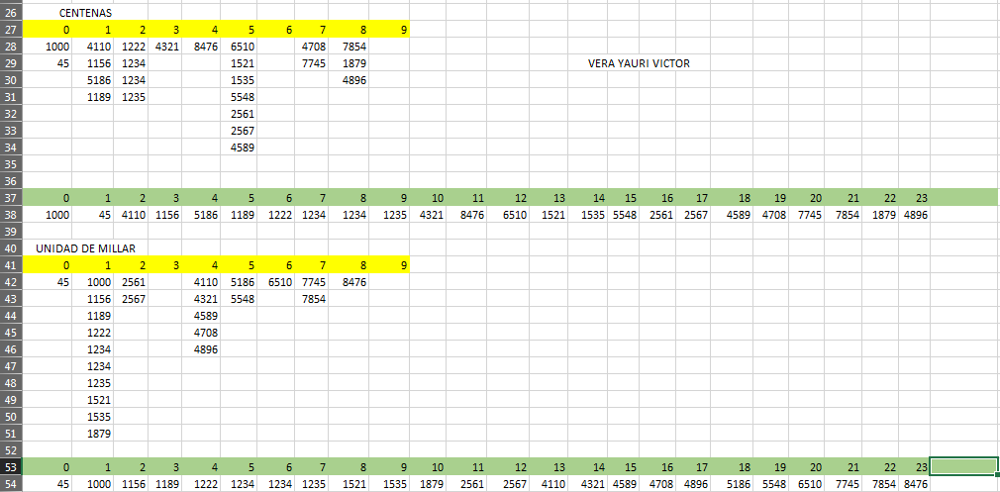 26 CENTENAS
27 0 1 2 3 4 5 6 7 8 9
28 1000 4110 1222 4321 8476 6510 4708 7854
29 45 1156 1234 1521 7745 1879 VERA YAURI VICTOR
30 5186 1234 1535 4896
31 1189 1235 5548
32 2561
33 2567
34 4589
35
36
37 0 1 2 3 4 5 6 7 8 9 10 11 12 13 14 15 16 17 18 19 20 21 22 23
38 1000 45 4110 1156 5186 1189 1222 1234 1234 1235 4321 8476 6510 1521 1535 5548 2561 2567 4589 4708 7745 7854 1879 4896
39
40 UNIDAD DE MILLAR
41 0 1 2 3 4 5 6 7 8 9
42 45 1000 2561 4110 5186 6510 7745 8476
43 1156 2567 4321 5548 7854
44 1189 4589
45 1222 4708
46 1234 4896
47 1234
48 1235
49 1521
50 1535
51 1879
52
53 0 1 2 3 4 5 6 7 8 9 10 11 12 13 14 15 16 17 18 19 20 21 22 23
54 45 1000 1156 1189 1222 1234 1234 1235 1521 1535 1879 2561 2567 4110 4321 4589 4708 4896 5186 5548 6510 7745 7854 8476